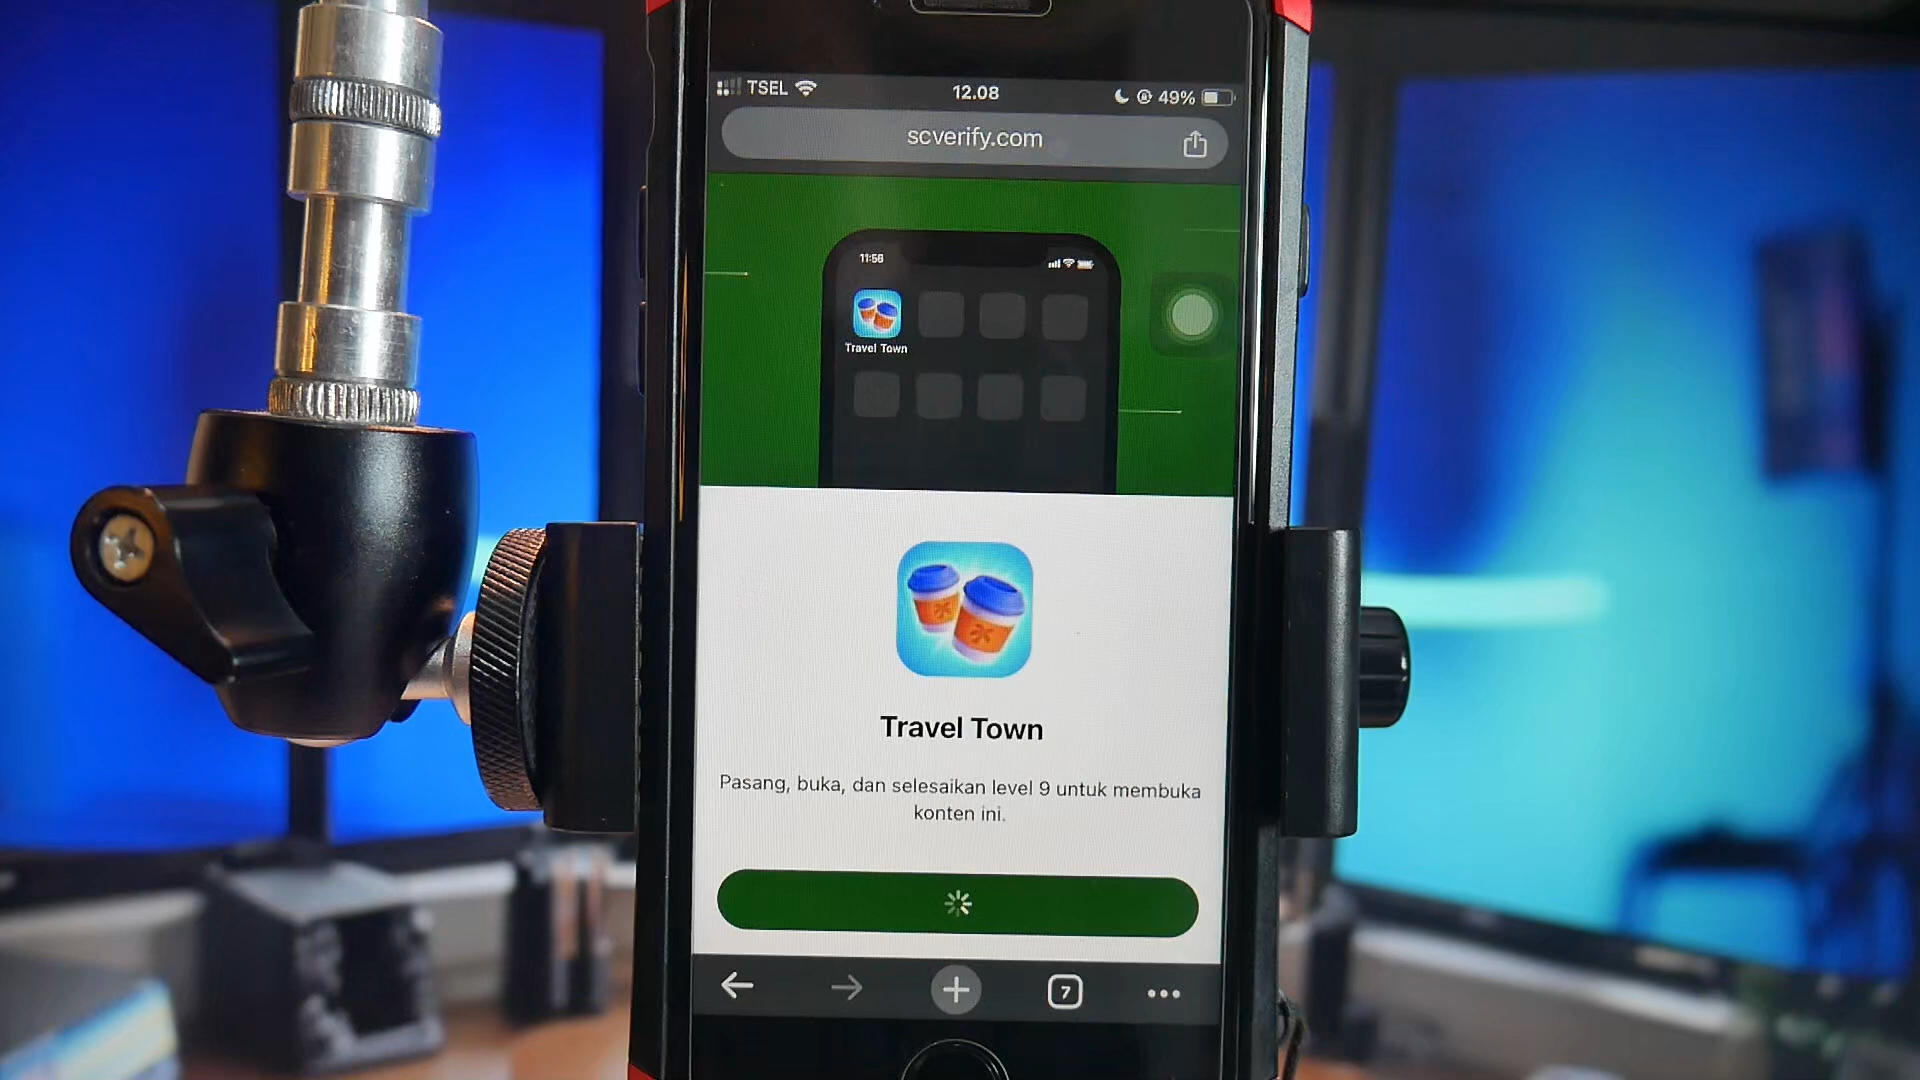 TSEL
12.08
49%
scverify.com
11:56
Travel Town
Travel Town
Pasang, buka, dan selesaikan level 9 untuk membuka
konten ini.
7